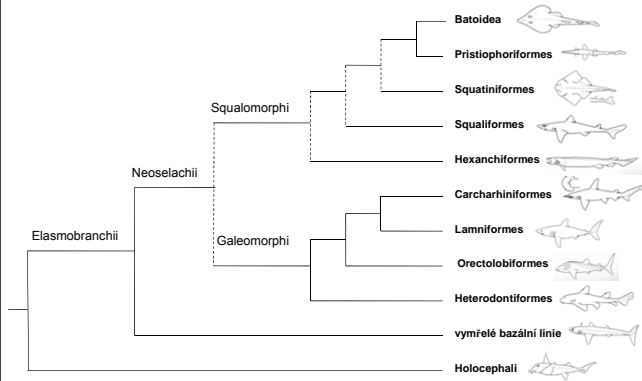 Batoidea
Pristiophoriformes
Squatiniformes
Squalomorphi
Squaliformes
Hexanchiformes
Neoselachii
Carcharhiniformes
Lamniformes
Elasmobranchii
Galeomorphi
Orectolobiformes
Heterodontiformes
vymřelé bazální linie
Holocephali